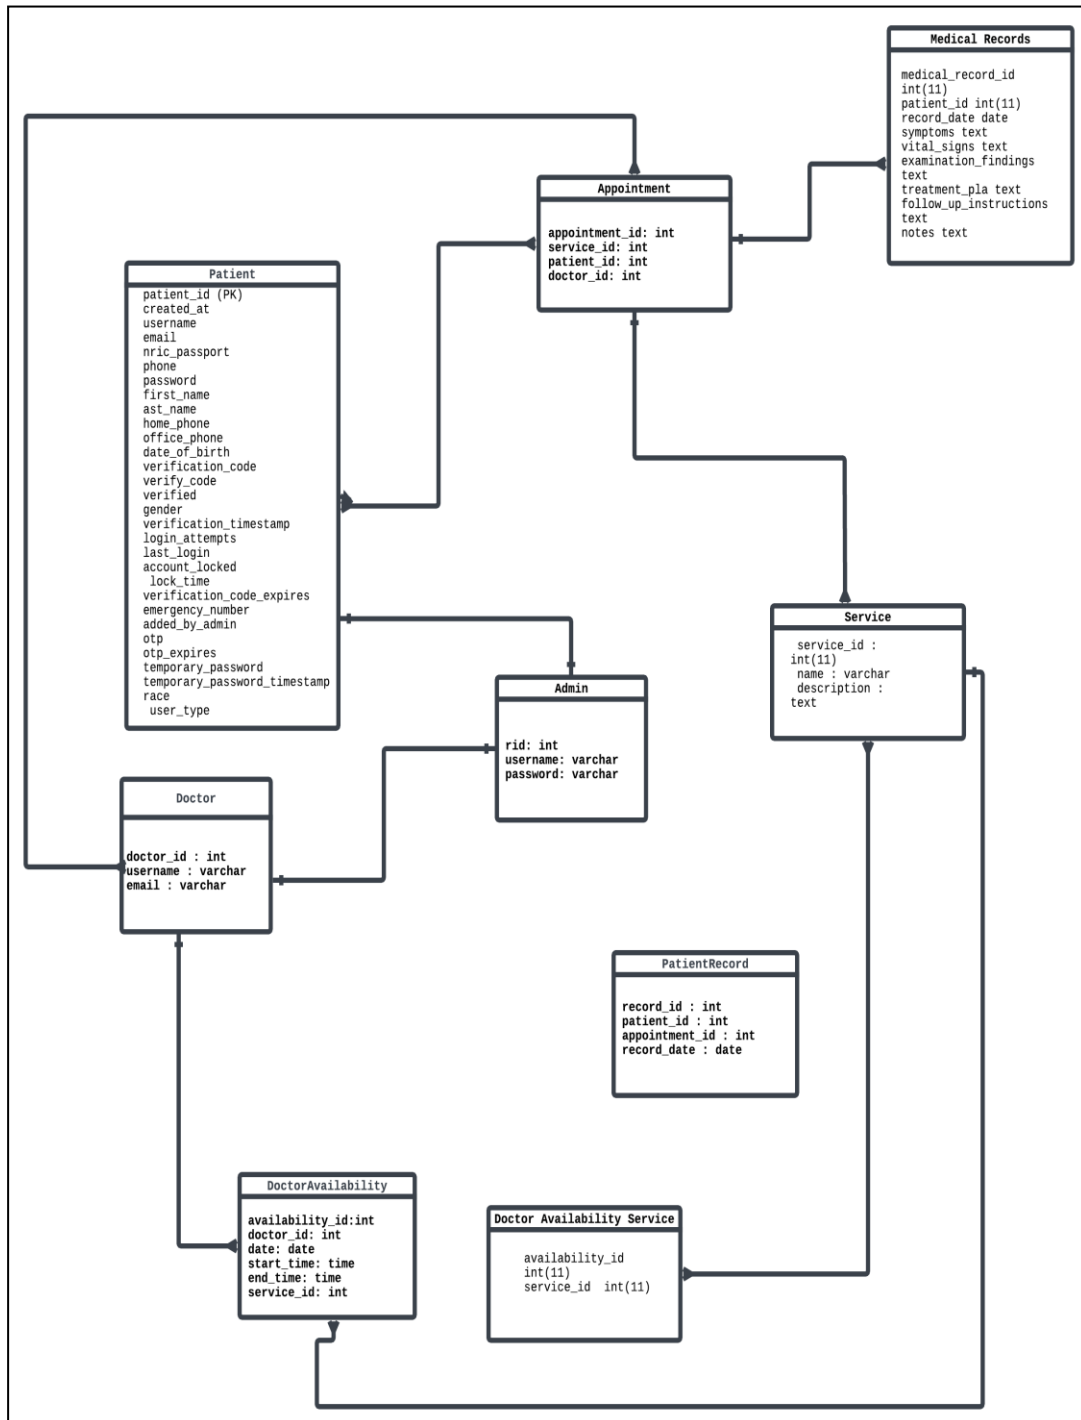 Medical Records
medical_record_id
int(11)
patient_id int(11)
record_date date
symptoms text
vital_signs text
examination_findings
text
treatment_pla text
follow_up_instructions
text
notes text
Appointment
appointment_id: int
service_id: int
patient_id: int
doctor_id: int
Patient
patient_id (PK)
created_at
username
email
nric_passport
phone
password
first_name
ast_name
home_phone
office_phone
date_of_birth
verification_code
verify_code
verified
gender
verification_timestamp
login_attempts
last_login
account_locked
lock_time
verification_code_expires
emergency_number
added_by_admin
otp
otp_expires
temporary_password
temporary_password_timestamp
race
user_type
Service
service_id :
int(11)
name : varchar
description :
text
Admin
rid: int
username: varchar
password: varchar
Doctor
doctor_id : int
username : varchar
email : varchar
PatientRecord
record_id : int
patient_id : int
appointment_id : int
record_date : date
DoctorAvailability
availability_id:int
doctor_id: int
date: date
start_time: time
end_time: time
service_id: int
Doctor Availability Service
availability_id
int(11)
service_id int(11)